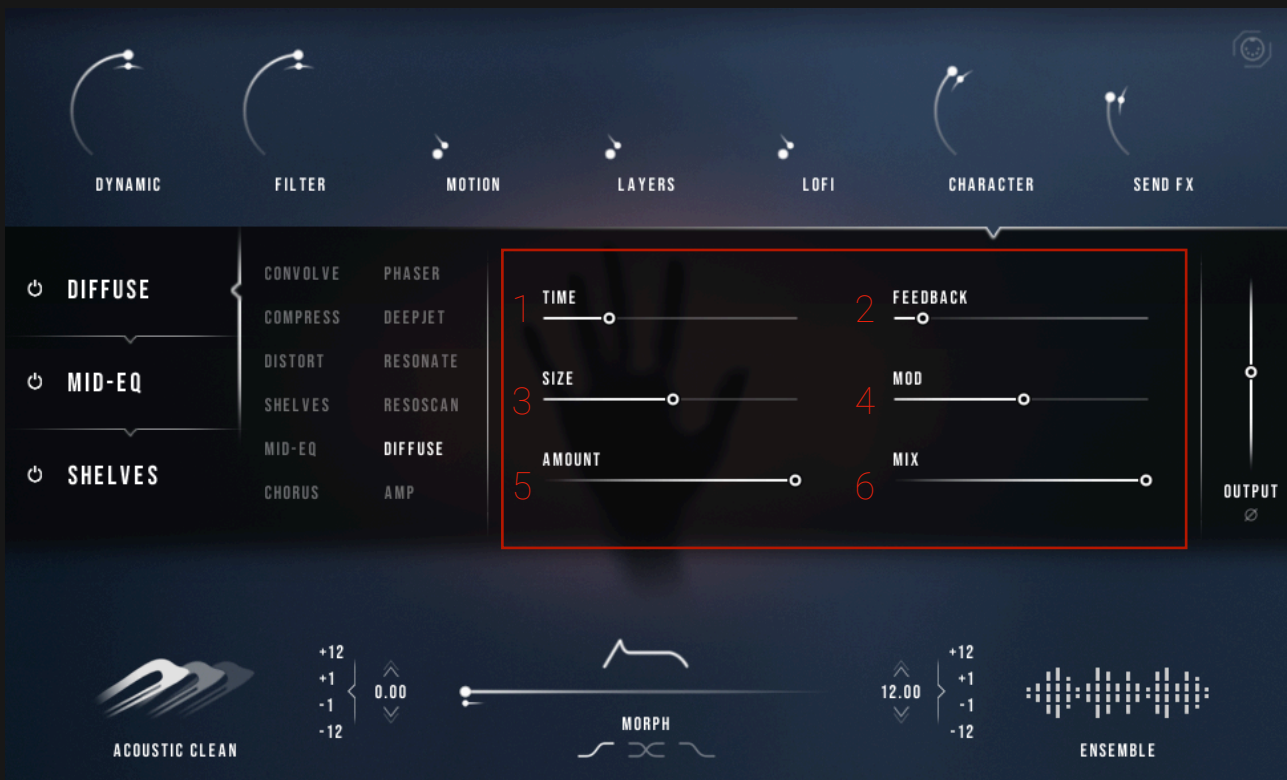 DYNAMIC
FILTER
MOTION
LAYERS
LOFI
CHARACTER
SEND FX
DIFFUSE
MID-EQ
SHELVES
CONVOLVE
COMPRESS
DISTORT
SHELVES
MID-EQ
CHORUS
PHASER
DEEPJET
RESONATE
RESOSCAN
DIFFUSE
AMP
1 TIME
2 FEEDBACK
3 SIZE
4 MOD
5 AMOUNT
6 MIX
OUTPUT
Ø
ACOUSTIC CLEAN
+12
+1
-1
-12
0.00
MORPH
12.00
+12
+1
-1
-12
ENSEMBLE